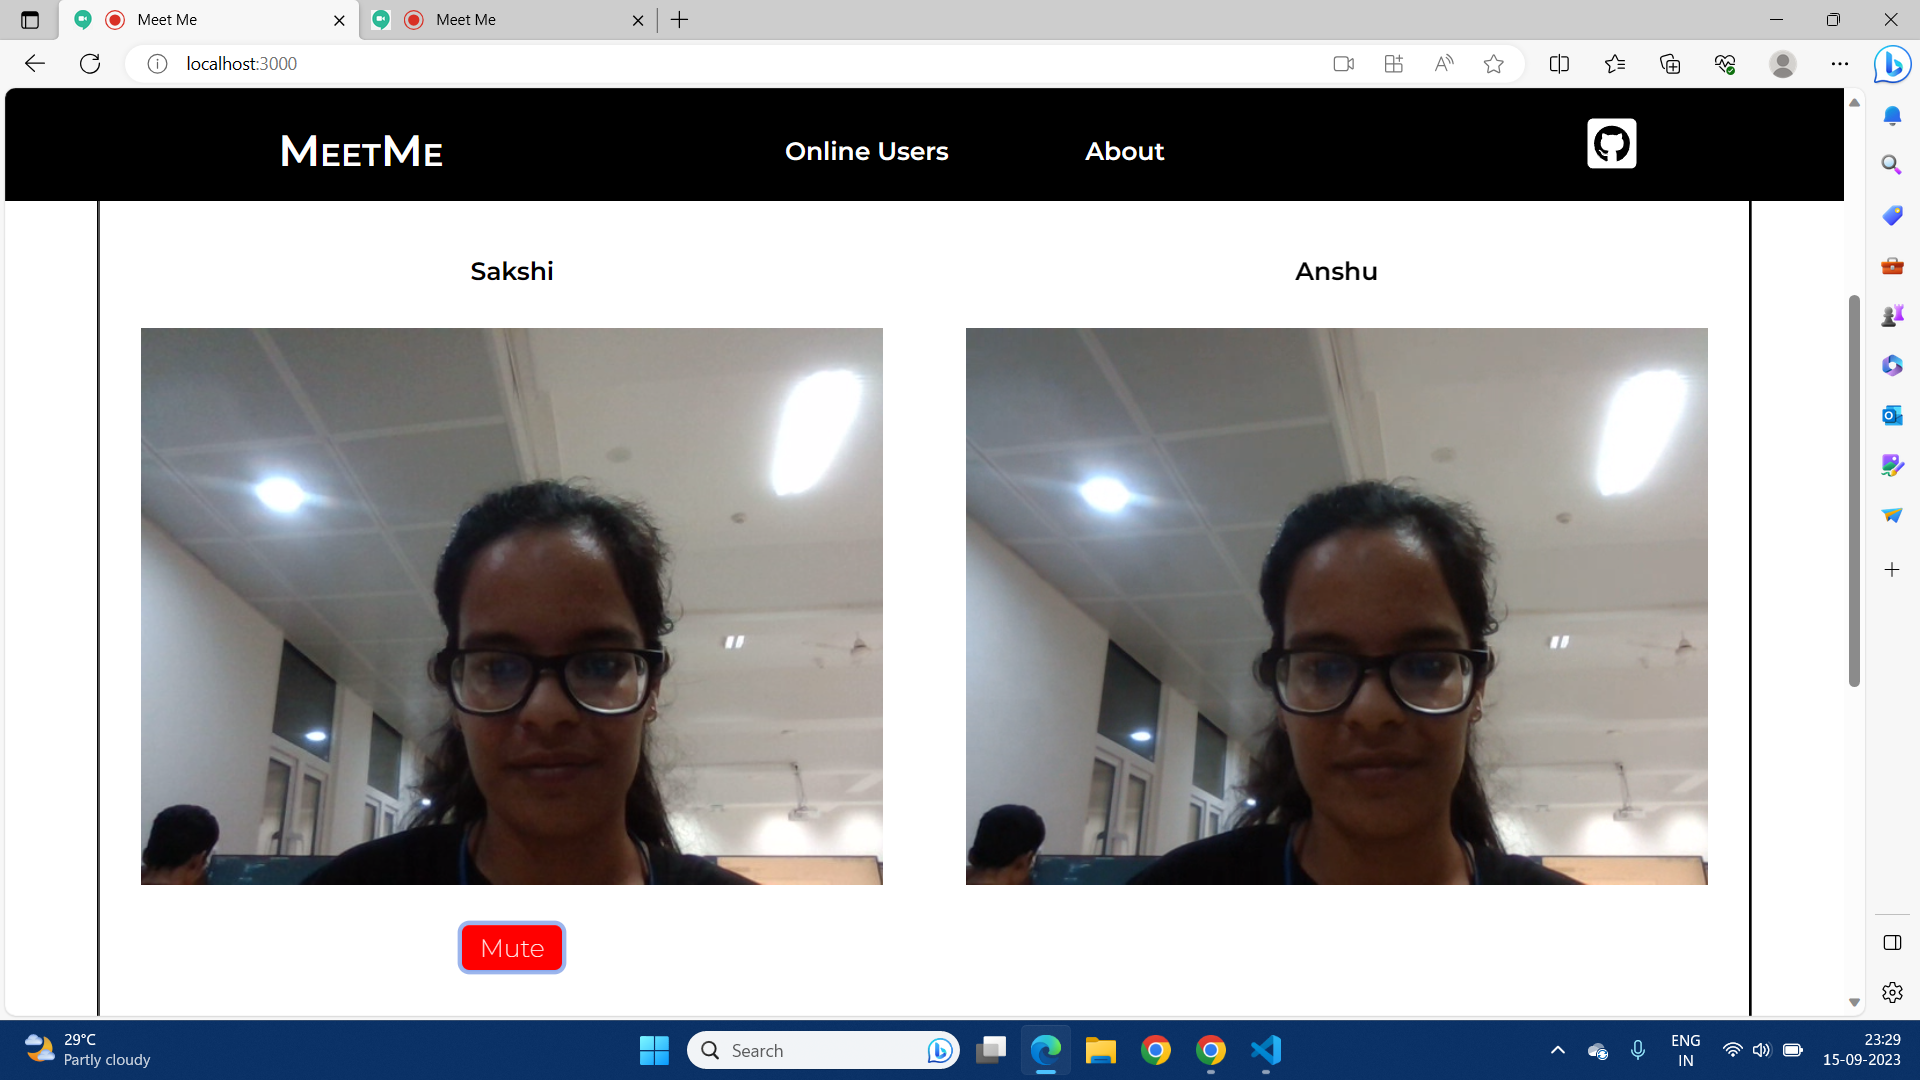 Meet Me
Meet Me
localhost:3000
MEETME
Online Users
About
Sakshi
Anshu
Mute
29°C
Partly cloudy
Search
ENG
IN
23:29
15-09-2023